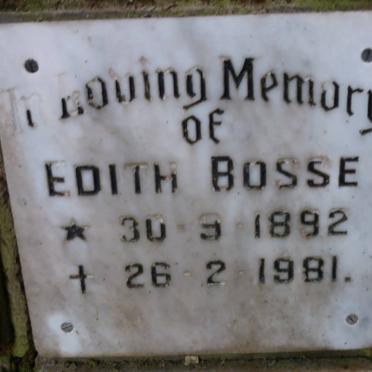 In Loving Memory
OF
EDITH BOSSE
★ 30·9·1892
✝ 26·2·1981.